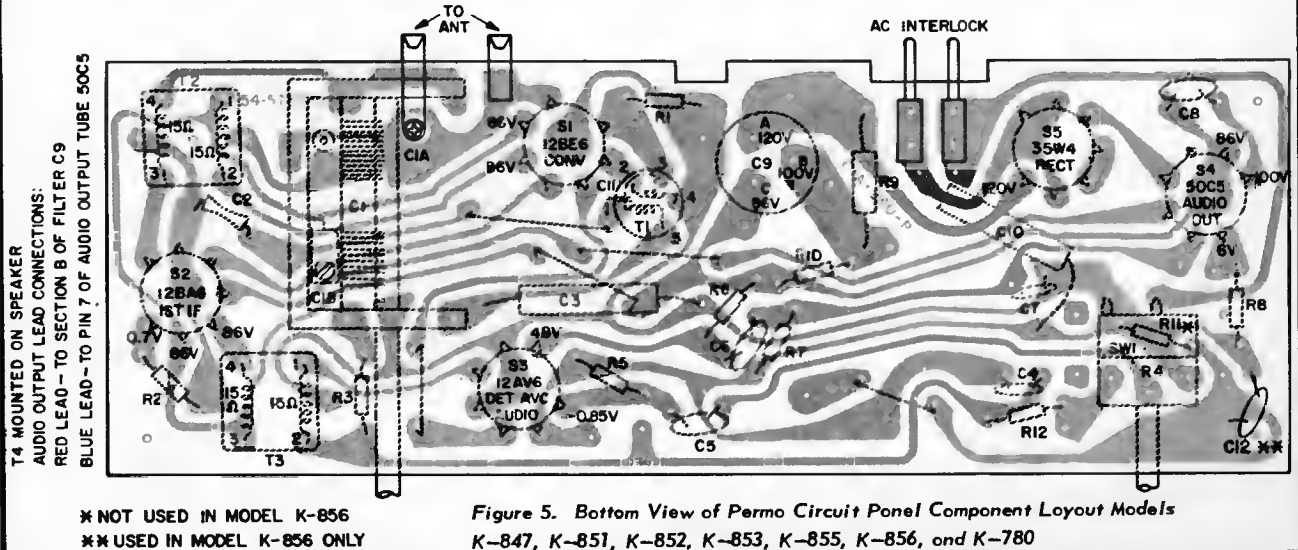 TO
ANT
AC INTERLOCK
T4 MOUNTED ON SPEAKER
AUDIO OUTPUT LEAD CONNECTIONS:
RED LEAD – TO SECTION B OF FILTER C9
BLUE LEAD – TO PIN 7 OF AUDIO OUTPUT TUBE 50C5
T2
4
1
15Ω
15Ω
3
2
C2
C1
C1A
C1B
86V
86V
S1
12BE6
CONV
R1
2
3
C11
4
T1
A
120V
C9
B
100V
C
86V
R9
120V
C10
S5
35W4
RECT
C8
86V
S4
50C5
AUDIO
OUT
100V
6V
S2
12BA6
1ST IF
0.7V
86V
86V
R2
4
1
15Ω
15Ω
3
2
T3
R3
C3
48V
S3
12AV6
DET AVC
UDIO
-0.85V
R5
R6
R10
C6
R7
C5
C7
R11*
SW1
R4
C4
R12
R8
C12 **
* NOT USED IN MODEL K-856
** USED IN MODEL K-856 ONLY
Figure 5. Bottom View of Permo Circuit Panel Component Layout Models
K-847, K-851, K-852, K-853, K-855, K-856, and K-780